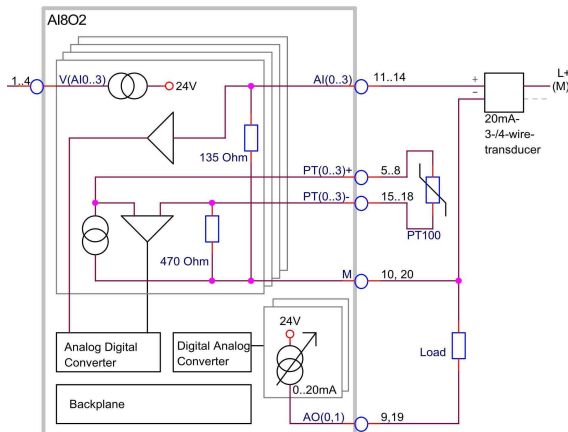 AI8O2
1..4
V(AI0..3)
24V
AI(0..3)
11..14
+
−
L+
(M)
20mA-
3-/4-wire-
transducer
135 Ohm
PT(0..3)+
5..8
PT(0..3)-
15..18
PT100
470 Ohm
M
10, 20
24V
Analog Digital
Converter
Digital Analog
Converter
Load
0..20mA
Backplane
AO(0,1)
9,19